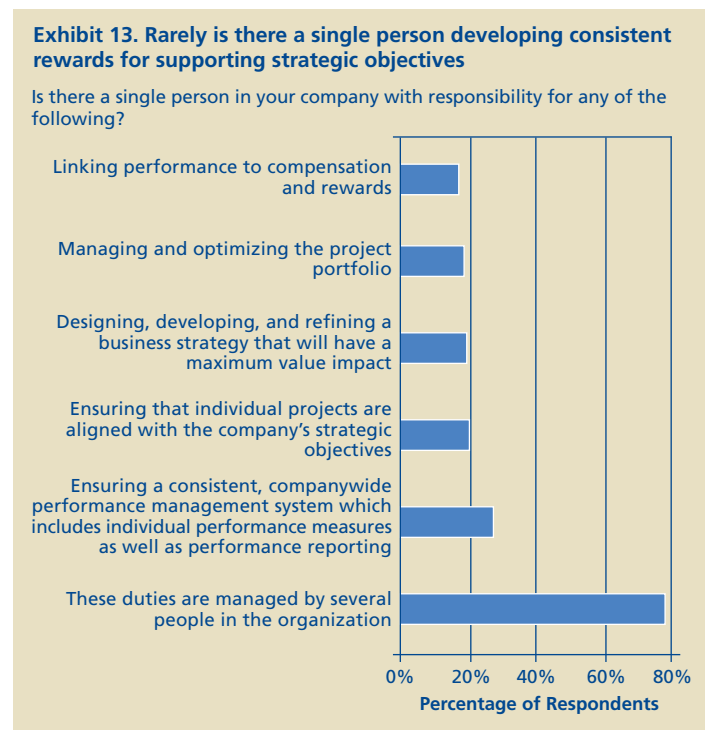 Exhibit 13. Rarely is there a single person developing consistent
rewards for supporting strategic objectives
Is there a single person in your company with responsibility for any of the
following?
Linking performance to compensation
and rewards
Managing and optimizing the project
portfolio
Designing, developing, and refining a
business strategy that will have a
maximum value impact
Ensuring that individual projects are
aligned with the company’s strategic
objectives
Ensuring a consistent, companywide
performance management system which
includes individual performance measures
as well as performance reporting
These duties are managed by several
people in the organization
0% 20% 40% 60% 80%
Percentage of Respondents